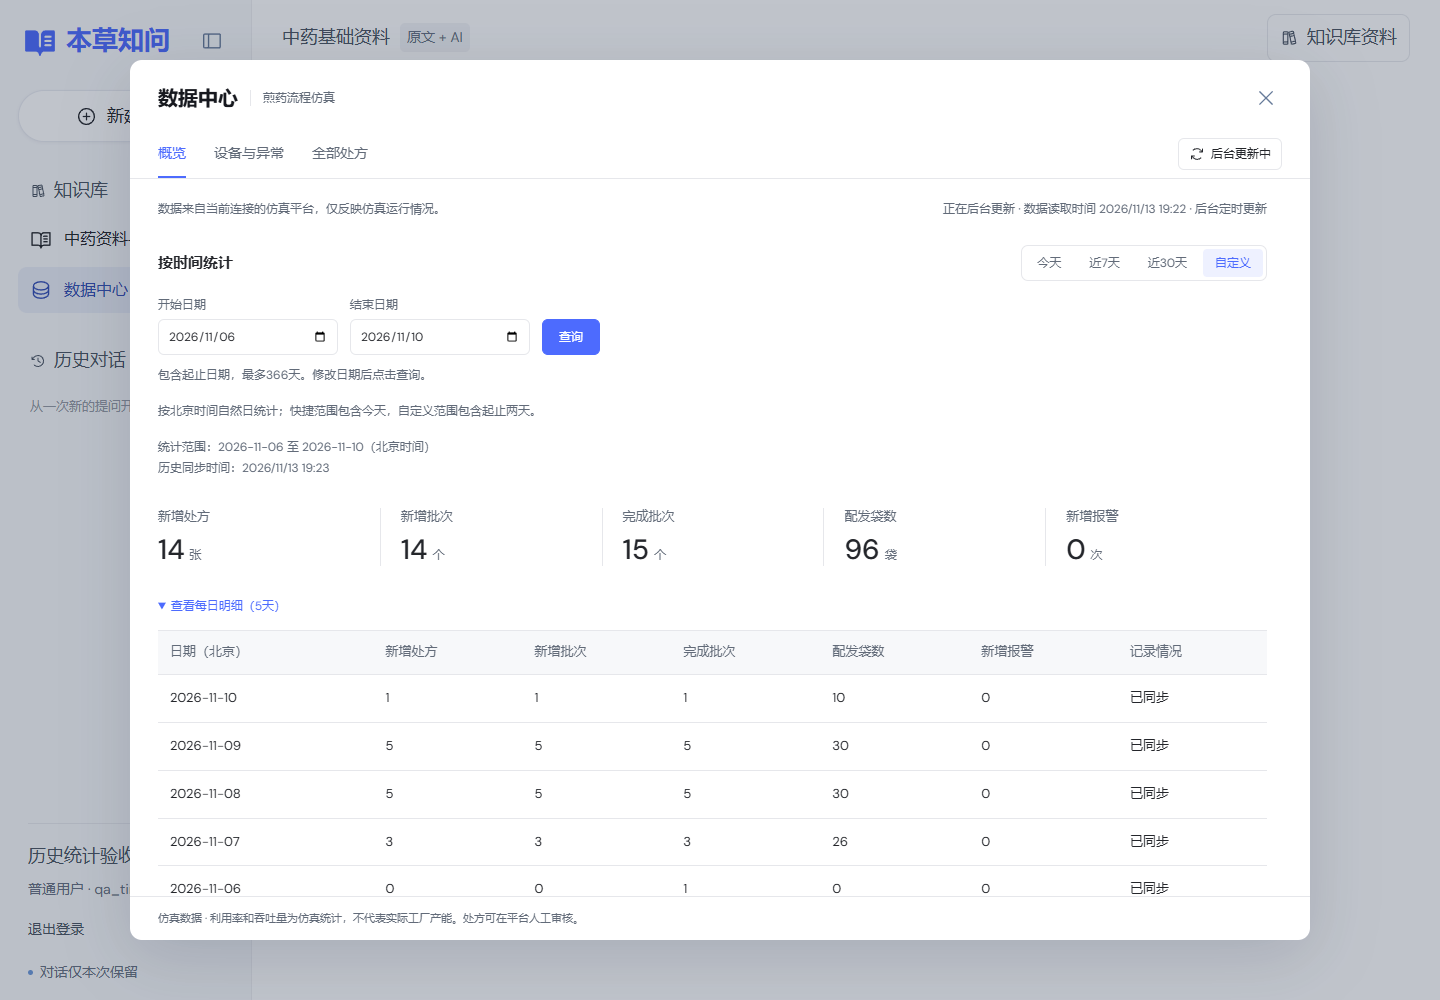 本草知问
中药基础资料 原文 + AI
知识库资料
新建
知识库
中药资料
数据中心
历史对话
从一次新的提问开
历史统计验收
普通用户 · qa_ti
退出登录
对话仅本次保留
数据中心 煎药流程仿真
概览 设备与异常 全部处方
后台更新中
数据来自当前连接的仿真平台，仅反映仿真运行情况。
正在后台更新 · 数据读取时间 2026/11/13 19:22 · 后台定时更新
按时间统计
今天 近7天 近30天 自定义
开始日期 结束日期
2026/11/06 2026/11/10 查询
包含起止日期，最多366天。修改日期后点击查询。
按北京时间自然日统计；快捷范围包含今天，自定义范围包含起止两天。
统计范围：2026-11-06 至 2026-11-10（北京时间）
历史同步时间：2026/11/13 19:23
新增处方 新增批次 完成批次 配发袋数 新增报警
14 张 14 个 15 个 96 袋 0 次
▼ 查看每日明细（5天）
日期（北京） 新增处方 新增批次 完成批次 配发袋数 新增报警 记录情况
2026-11-10 1 1 1 10 0 已同步
2026-11-09 5 5 5 30 0 已同步
2026-11-08 5 5 5 30 0 已同步
2026-11-07 3 3 3 26 0 已同步
2026-11-06 0 0 1 0 0 已同步
仿真数据 · 利用率和吞吐量为仿真统计，不代表实际工厂产能。处方可在平台人工审核。